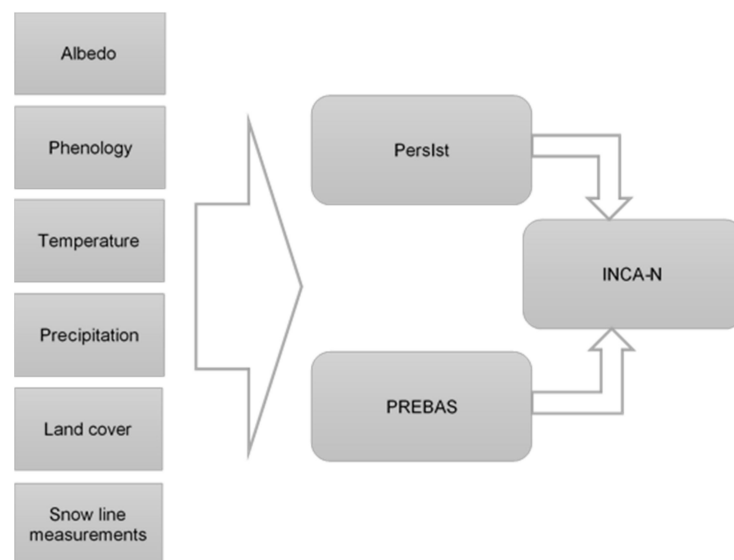 Albedo
Phenology
Temperature
Precipitation
Land cover
Snow line
measurements
PersIst
PREBAS
INCA-N